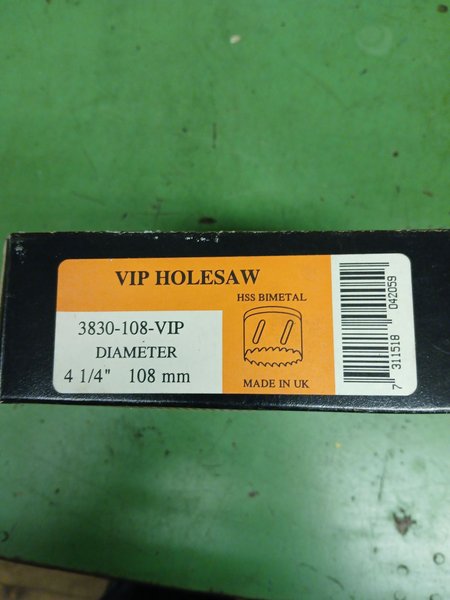 VIP HOLESAW
HSS BIMETAL
3830-108-VIP
DIAMETER
4 1/4" 108 mm
MADE IN UK
7 311518 042059